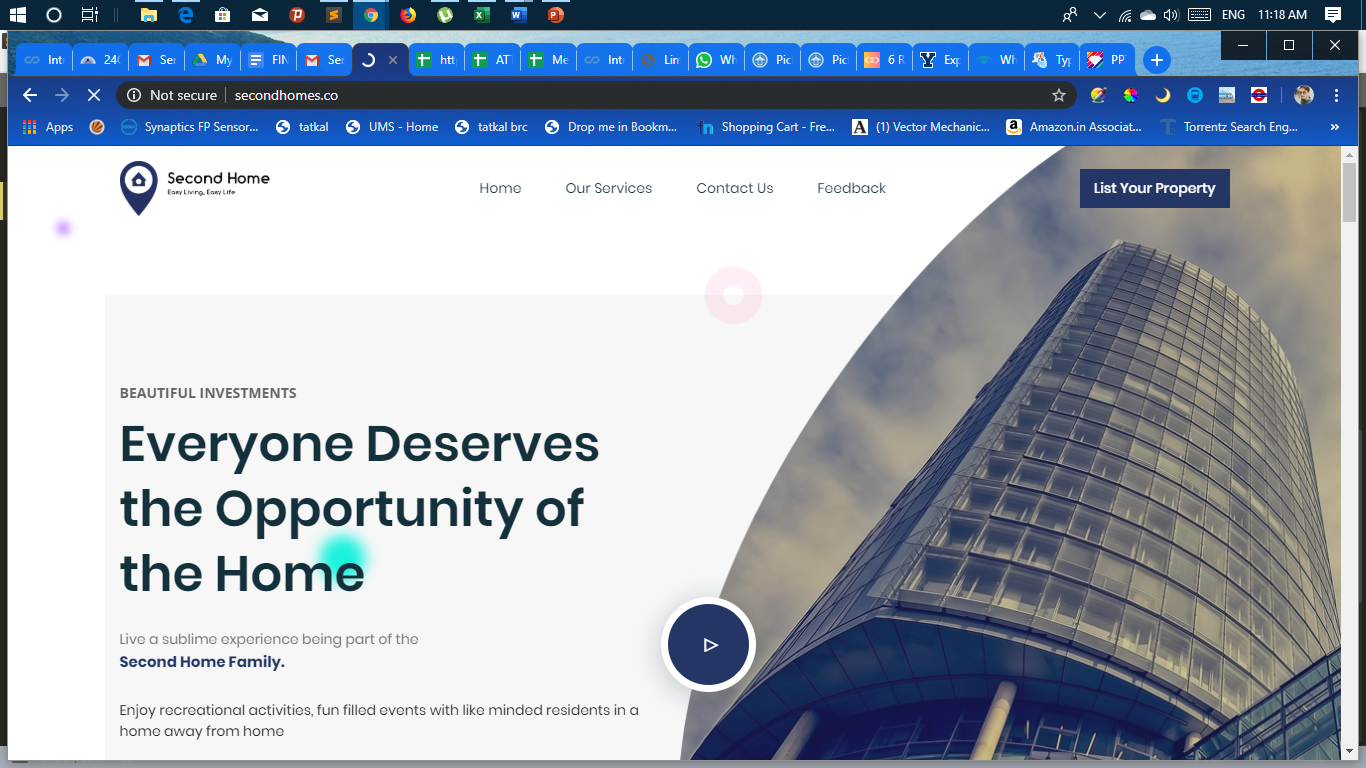 ENG 11:18 AM
Intr 240 Ser My FIN Ser htt ATT Me Intr Lim Wh Pic Pic 6 R Exp Wh Typ PP
Not secure secondhomes.co
Apps Synaptics FP Sensor... tatkal UMS - Home tatkal brc Drop me in Bookm... Shopping Cart - Fre... (1) Vector Mechanic... Amazon.in Associat... Torrentz Search Eng... »
Second Home
Easy Living, Easy Life
Home Our Services Contact Us Feedback List Your Property
BEAUTIFUL INVESTMENTS
Everyone Deserves
the Opportunity of
the Home
Live a sublime experience being part of the
Second Home Family.
Enjoy recreational activities, fun filled events with like minded residents in a
home away from home